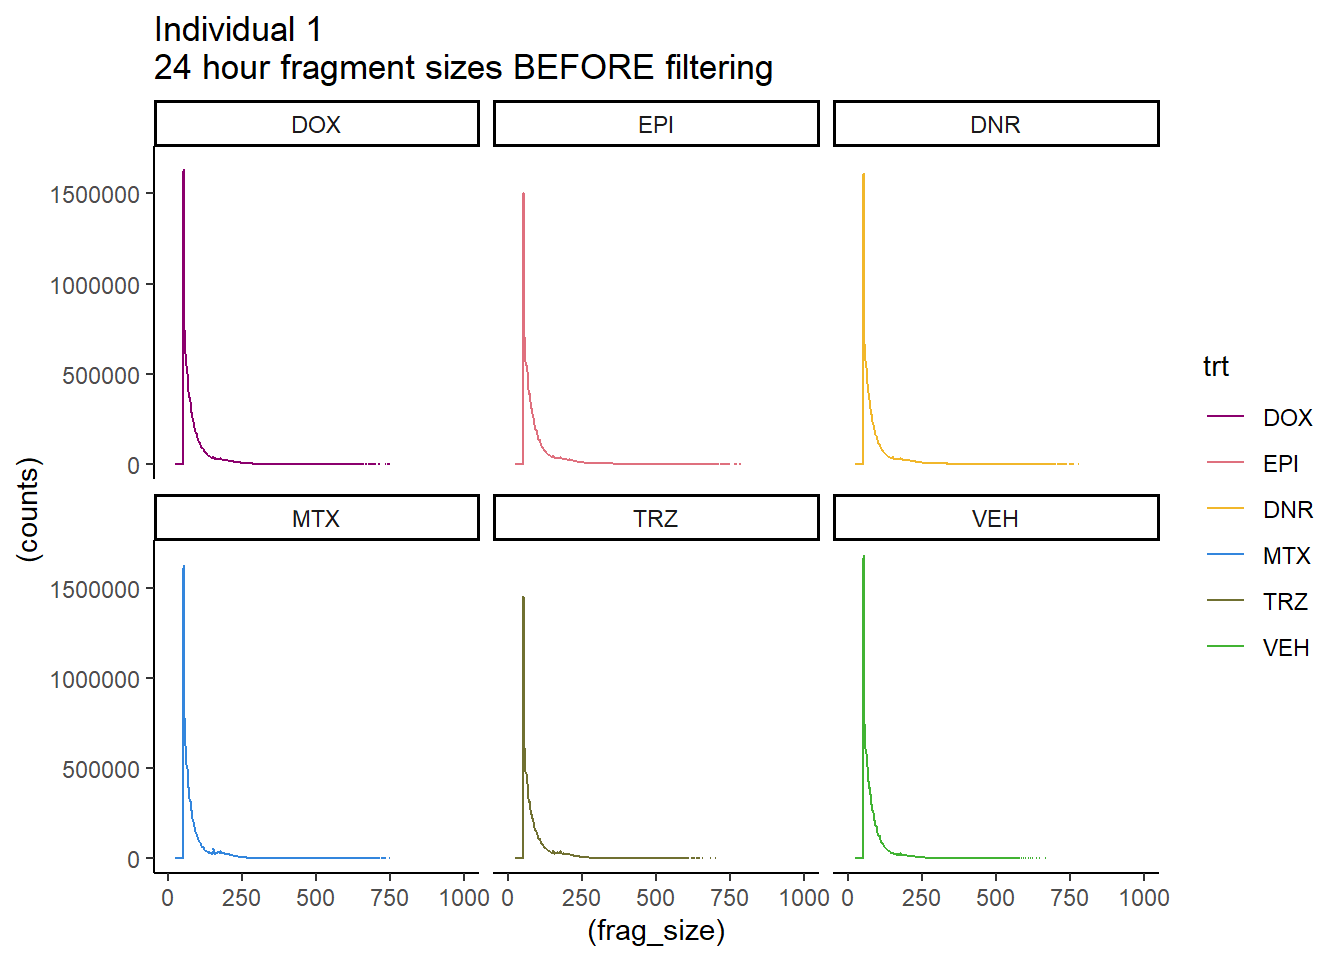 Individual 1
24 hour fragment sizes BEFORE filtering
DOX EPI DNR
1500000
1000000
500000
0
MTX TRZ VEH
1500000
1000000
500000
0
0 250 500 750 1000 0 250 500 750 1000 0 250 500 750 1000
(frag_size)
(counts)
trt
DOX
EPI
DNR
MTX
TRZ
VEH